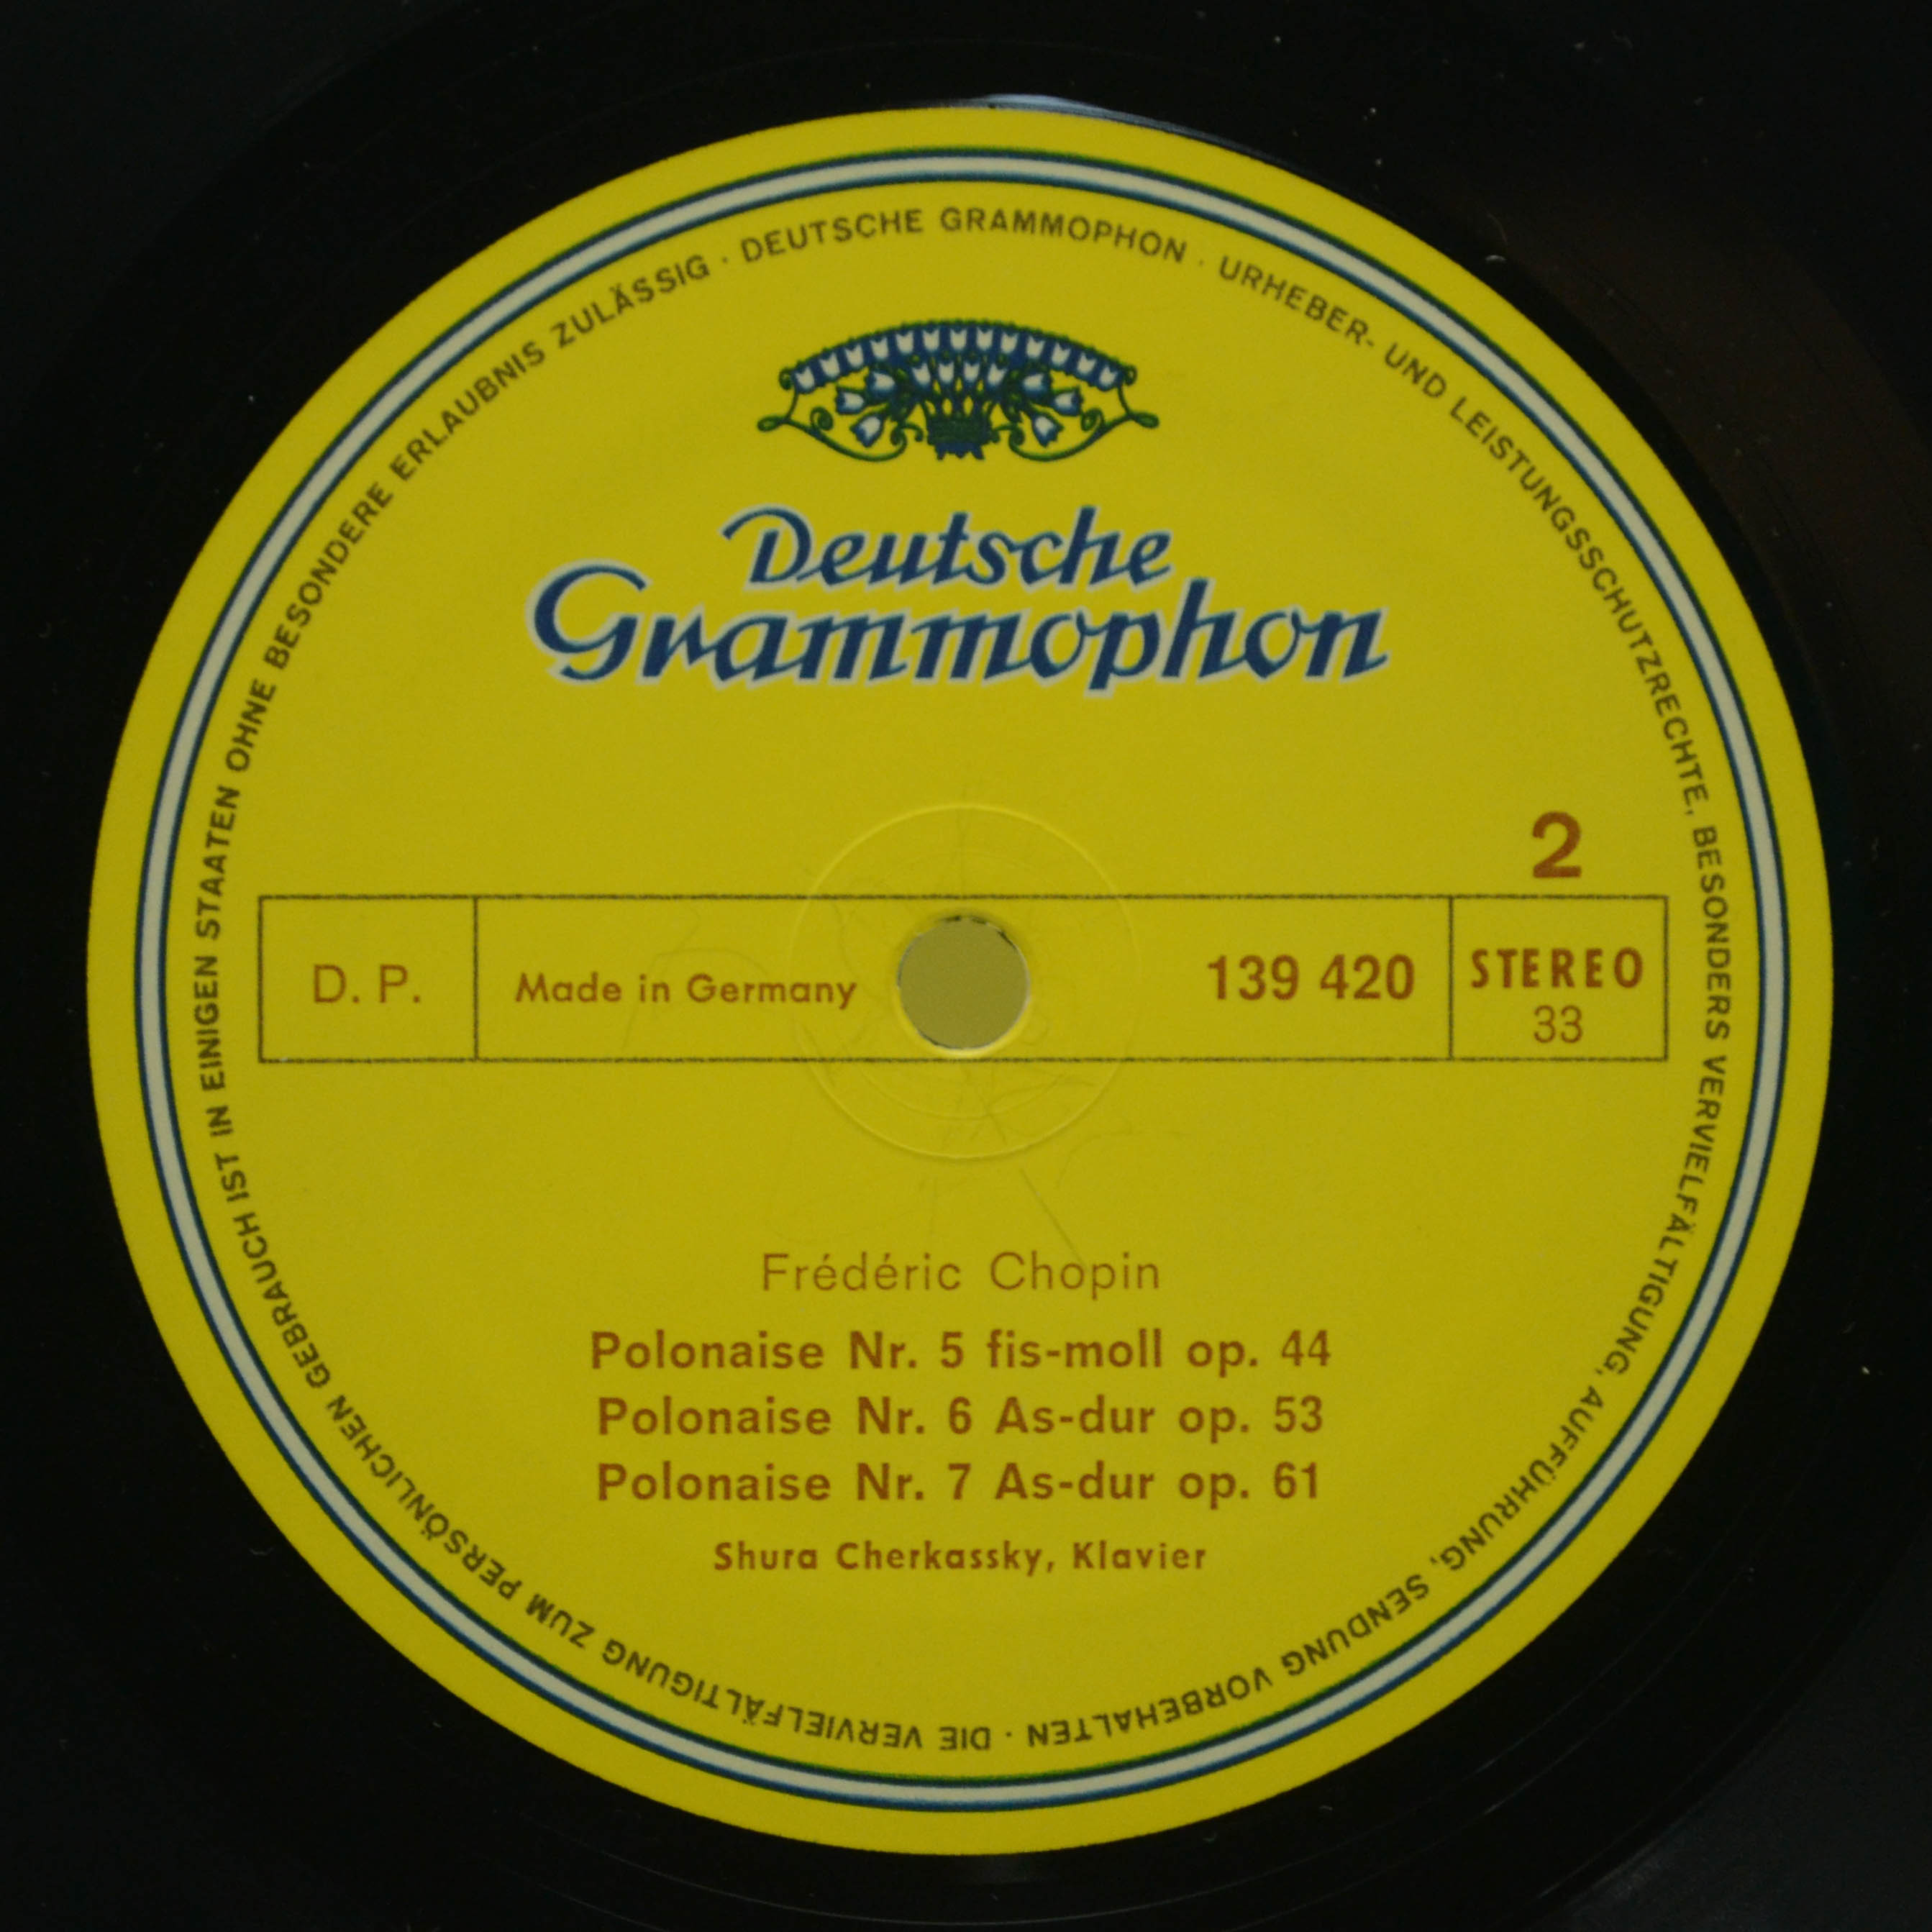 DEUTSCHE GRAMMOPHON · URHEBER- UND LEISTUNGSSCHUTZRECHTE, BESONDERS VERVIELFÄLTIGUNG, AUFFÜHRUNG, SENDUNG VORBEHALTEN · DIE VERVIELFÄLTIGUNG ZUM PERSÖNLICHEN GEBRAUCH IST IN EINIGEN STAATEN OHNE BESONDERE ERLAUBNIS ZULÄSSIG ·
Deutsche
Grammophon
2
D. P.
Made in Germany
139 420
STEREO
33
Frédéric Chopin
Polonaise Nr. 5 fis-moll op. 44
Polonaise Nr. 6 As-dur op. 53
Polonaise Nr. 7 As-dur op. 61
Shura Cherkassky, Klavier